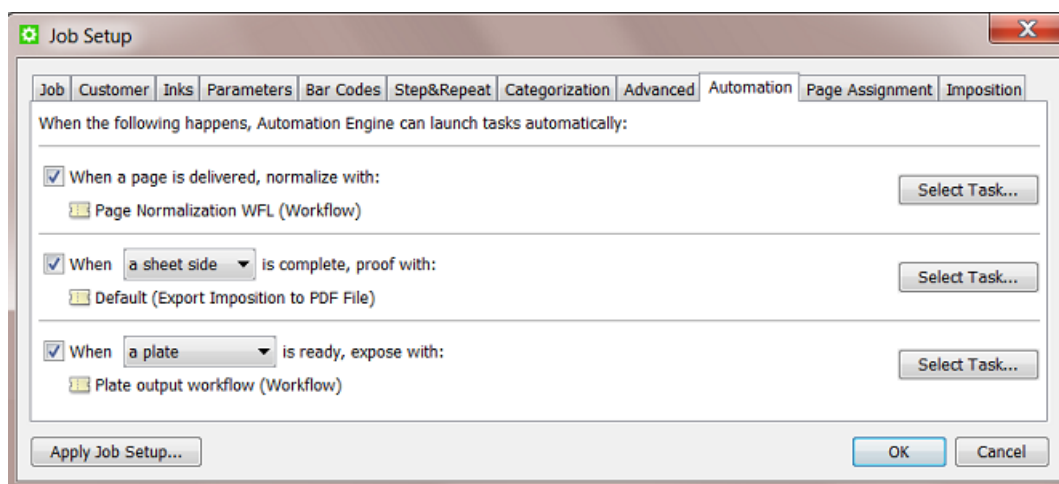 Job Setup
Job Customer Inks Parameters Bar Codes Step&Repeat Categorization Advanced Automation Page Assignment Imposition
When the following happens, Automation Engine can launch tasks automatically:
When a page is delivered, normalize with:
Select Task...
Page Normalization WFL (Workflow)
When a sheet side is complete, proof with:
Select Task...
Default (Export Imposition to PDF File)
When a plate is ready, expose with:
Select Task...
Plate output workflow (Workflow)
Apply Job Setup... OK Cancel